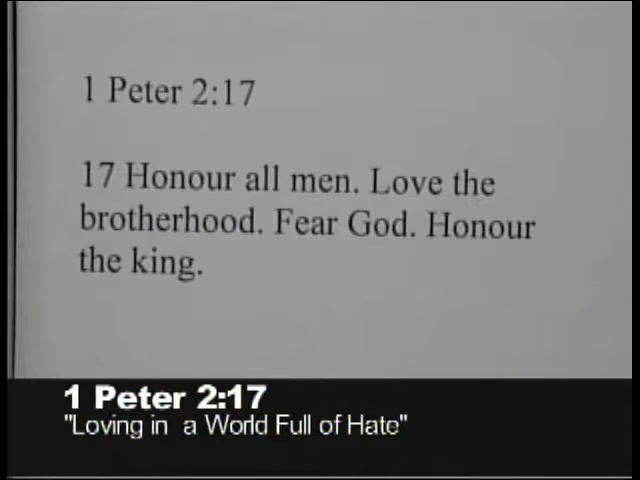 1 Peter 2:17
17 Honour all men. Love the
brotherhood. Fear God. Honour
the king.
1 Peter 2:17
"Loving in  a World Full of Hate"